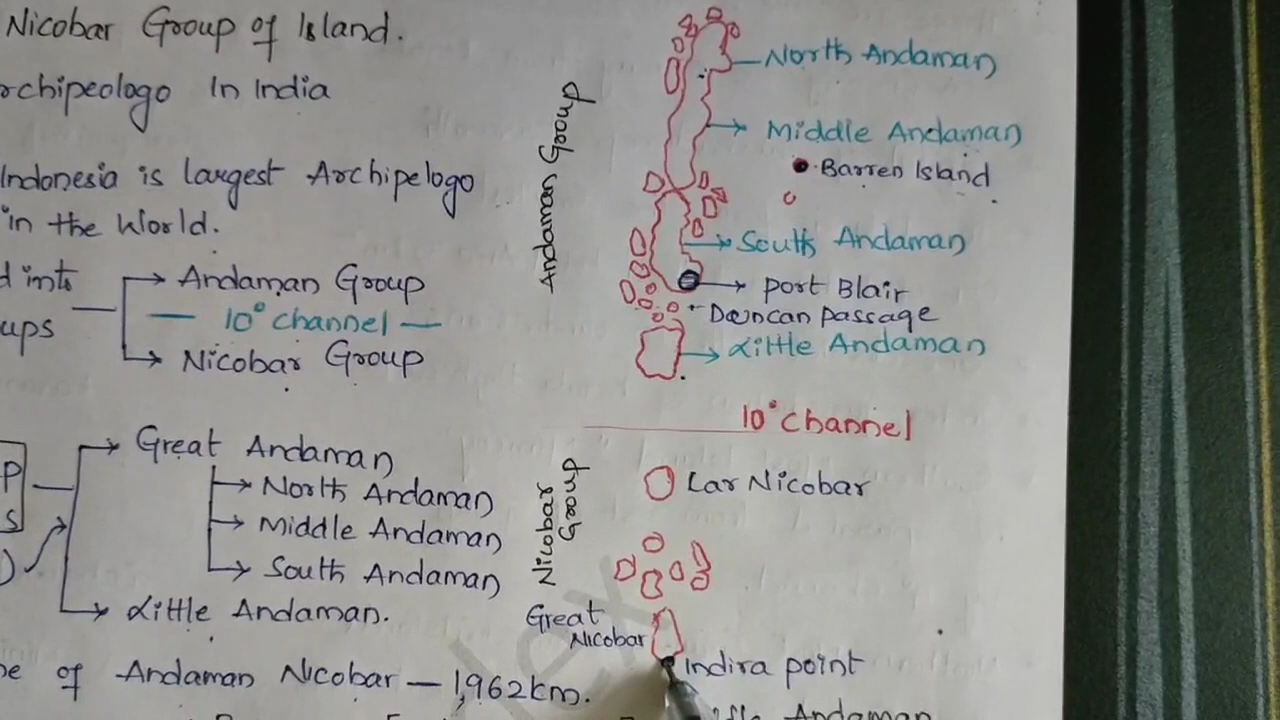 Nicobar Group of Island.
rchipeologo In India
Indonesia is largest Archipelogo
in the World.
d into
ups
Andaman Group
10° channel
Nicobar Group
P
S
Great Andaman
North Andaman
Middle Andaman
South Andaman
Little Andaman.
of Andaman Nicobar — 1,962km.
Andaman Group
North Andaman
Middle Andaman
Barren Island
South Andaman
Port Blair
Duncan passage
Little Andaman
10° Channel
Nicobar
Group
Car Nicobar
Great
Nicobar
Indira point
Andaman